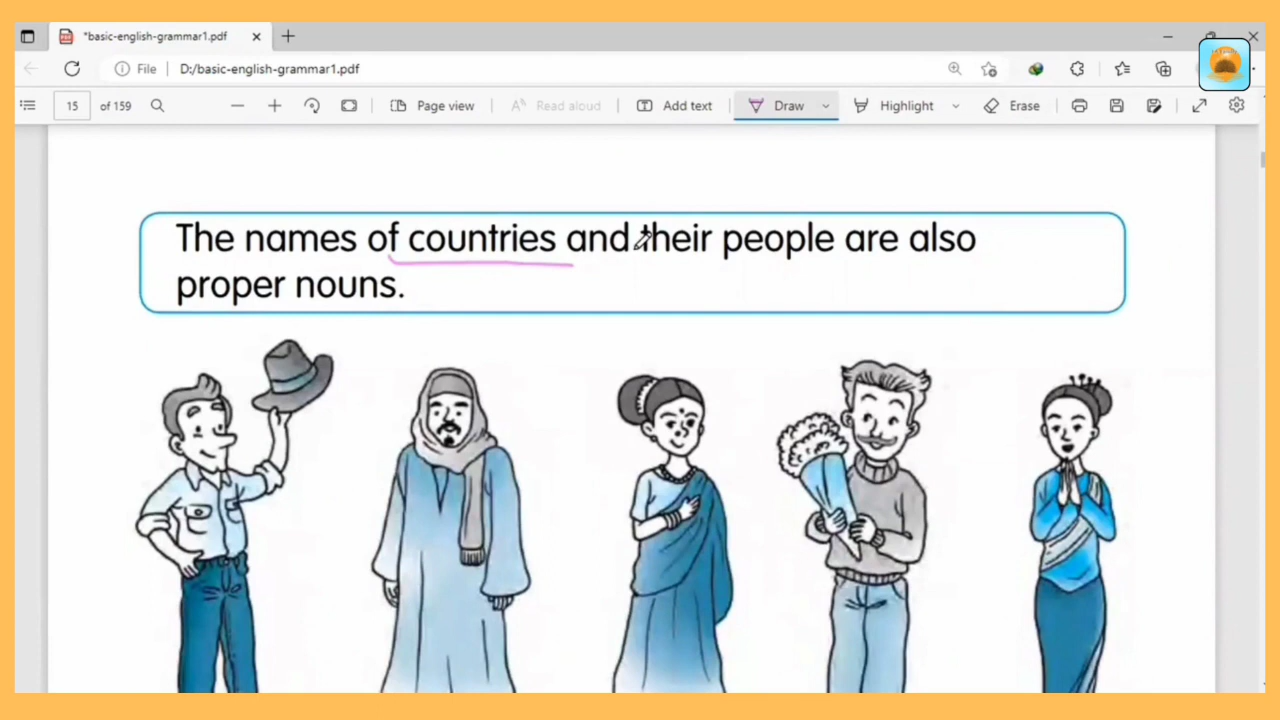 *basic-english-grammar1.pdf
File D:/basic-english-grammar1.pdf
15 of 159 Page view Read aloud Add text Draw Highlight Erase
The names of countries and their people are also
proper nouns.